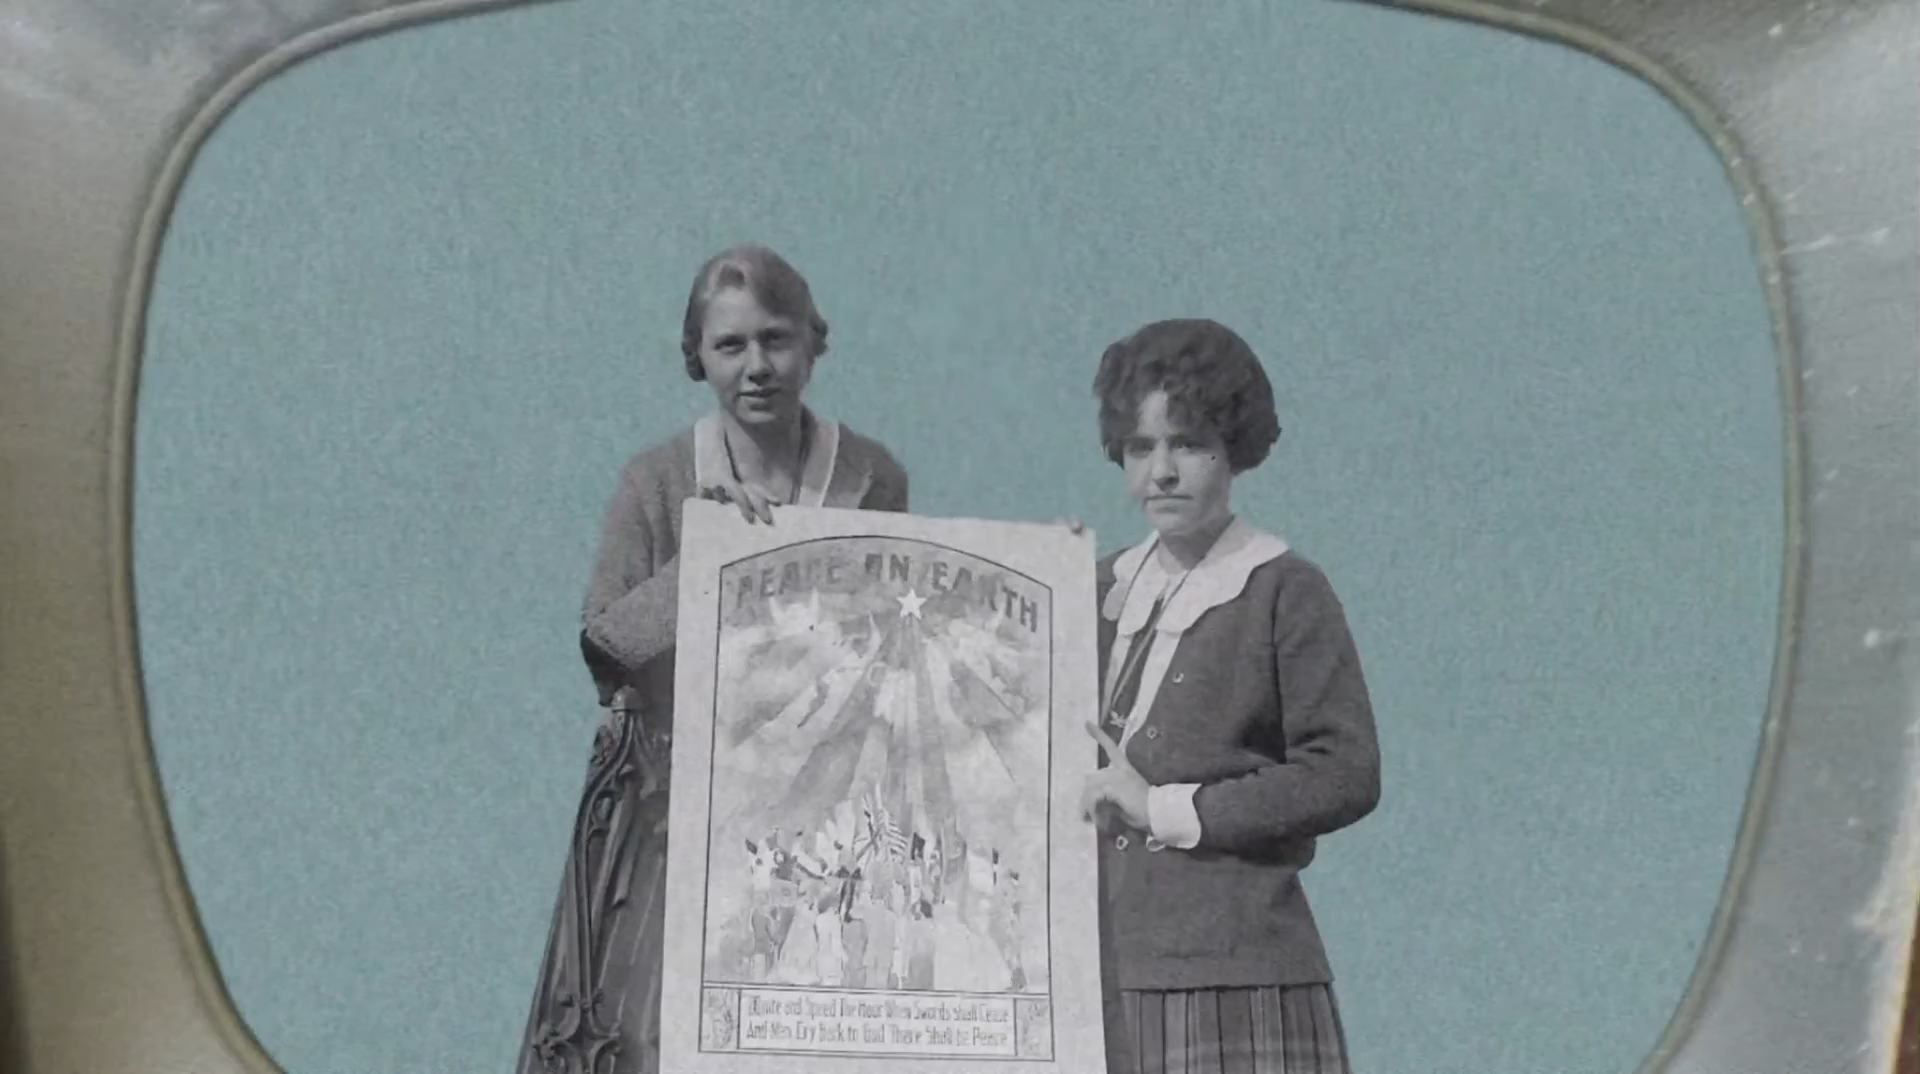 PEACE ON EARTH
Unite and Speed The Hour When Swords Shall Cease
And Men Cry Back to God "There Shall be Peace"